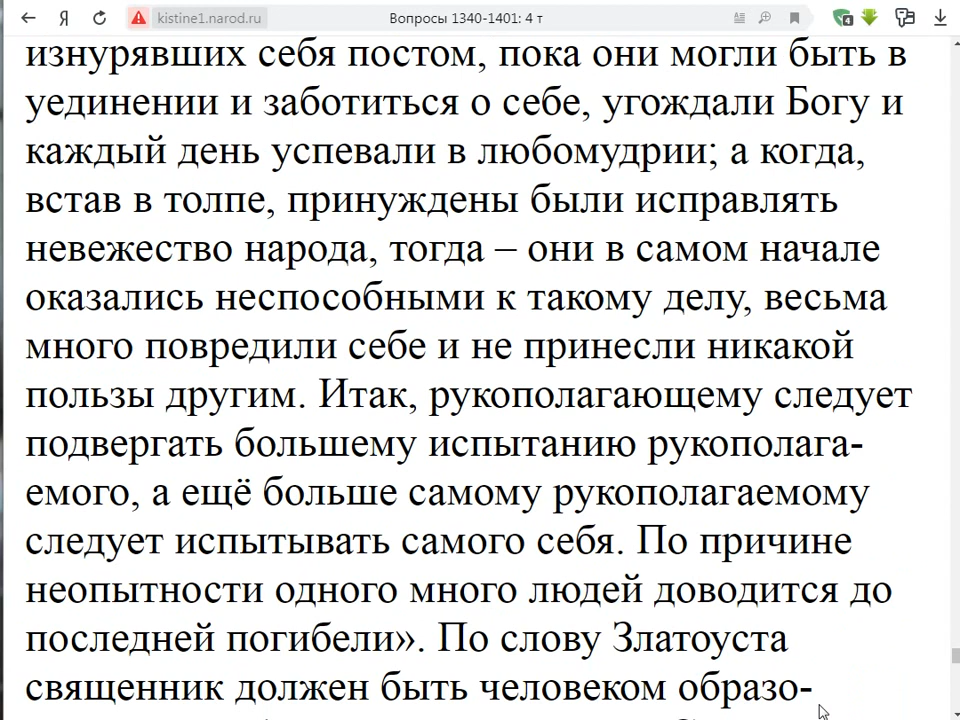 kistine1.narod.ru
Вопросы 1340-1401: 4 т
4
изнурявших себя постом, пока они могли быть в
уединении и заботиться о себе, угождали Богу и
каждый день успевали в любомудрии; а когда,
встав в толпе, принуждены были исправлять
невежество народа, тогда – они в самом начале
оказались неспособными к такому делу, весьма
много повредили себе и не принесли никакой
пользы другим. Итак, рукополагающему следует
подвергать большему испытанию рукополага-
емого, а ещё больше самому рукополагаемому
следует испытывать самого себя. По причине
неопытности одного много людей доводится до
последней погибели». По слову Златоуста
священник должен быть человеком образо-